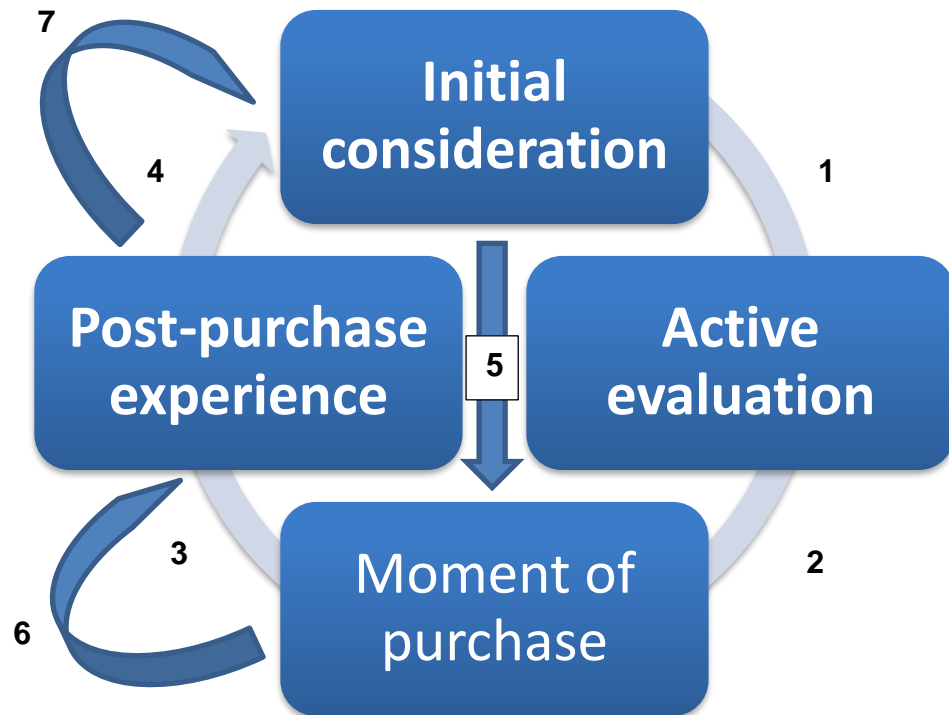 7
Initial
consideration
4
1
Post-purchase
experience
5
Active
evaluation
3
2
6
Moment of
purchase